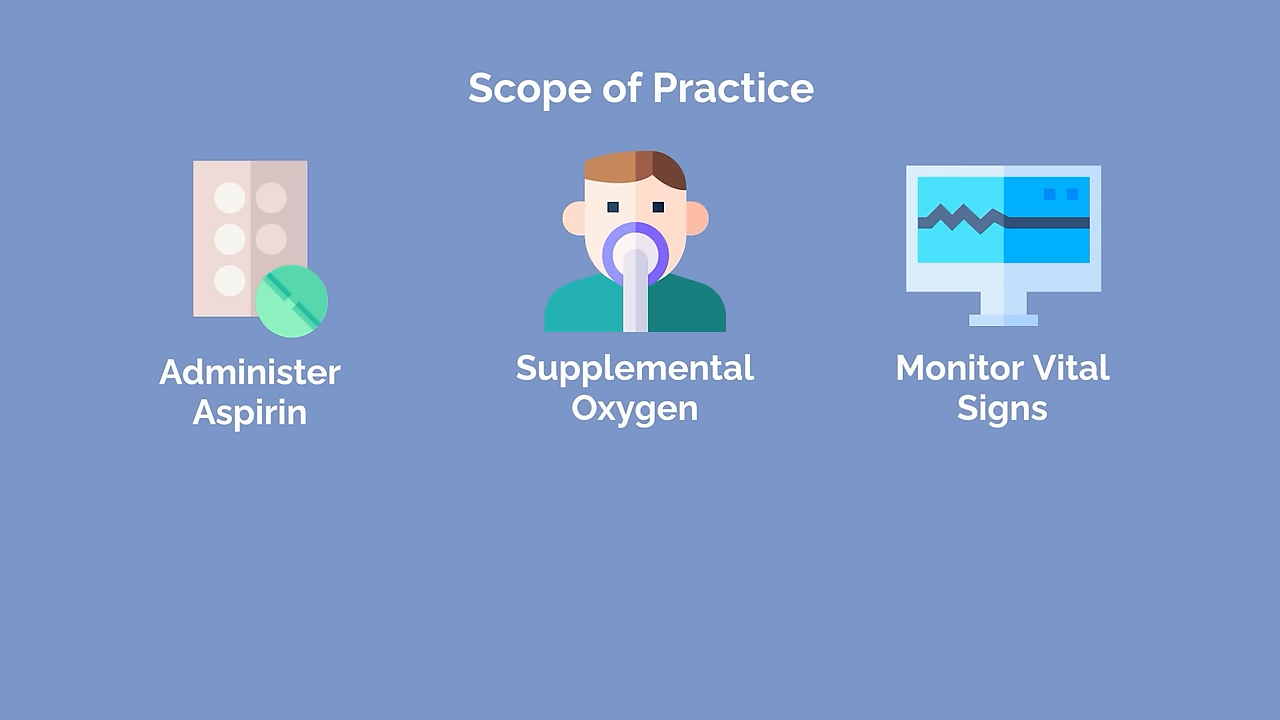 Scope of Practice
Administer
Aspirin
Supplemental
Oxygen
Monitor Vital
Signs